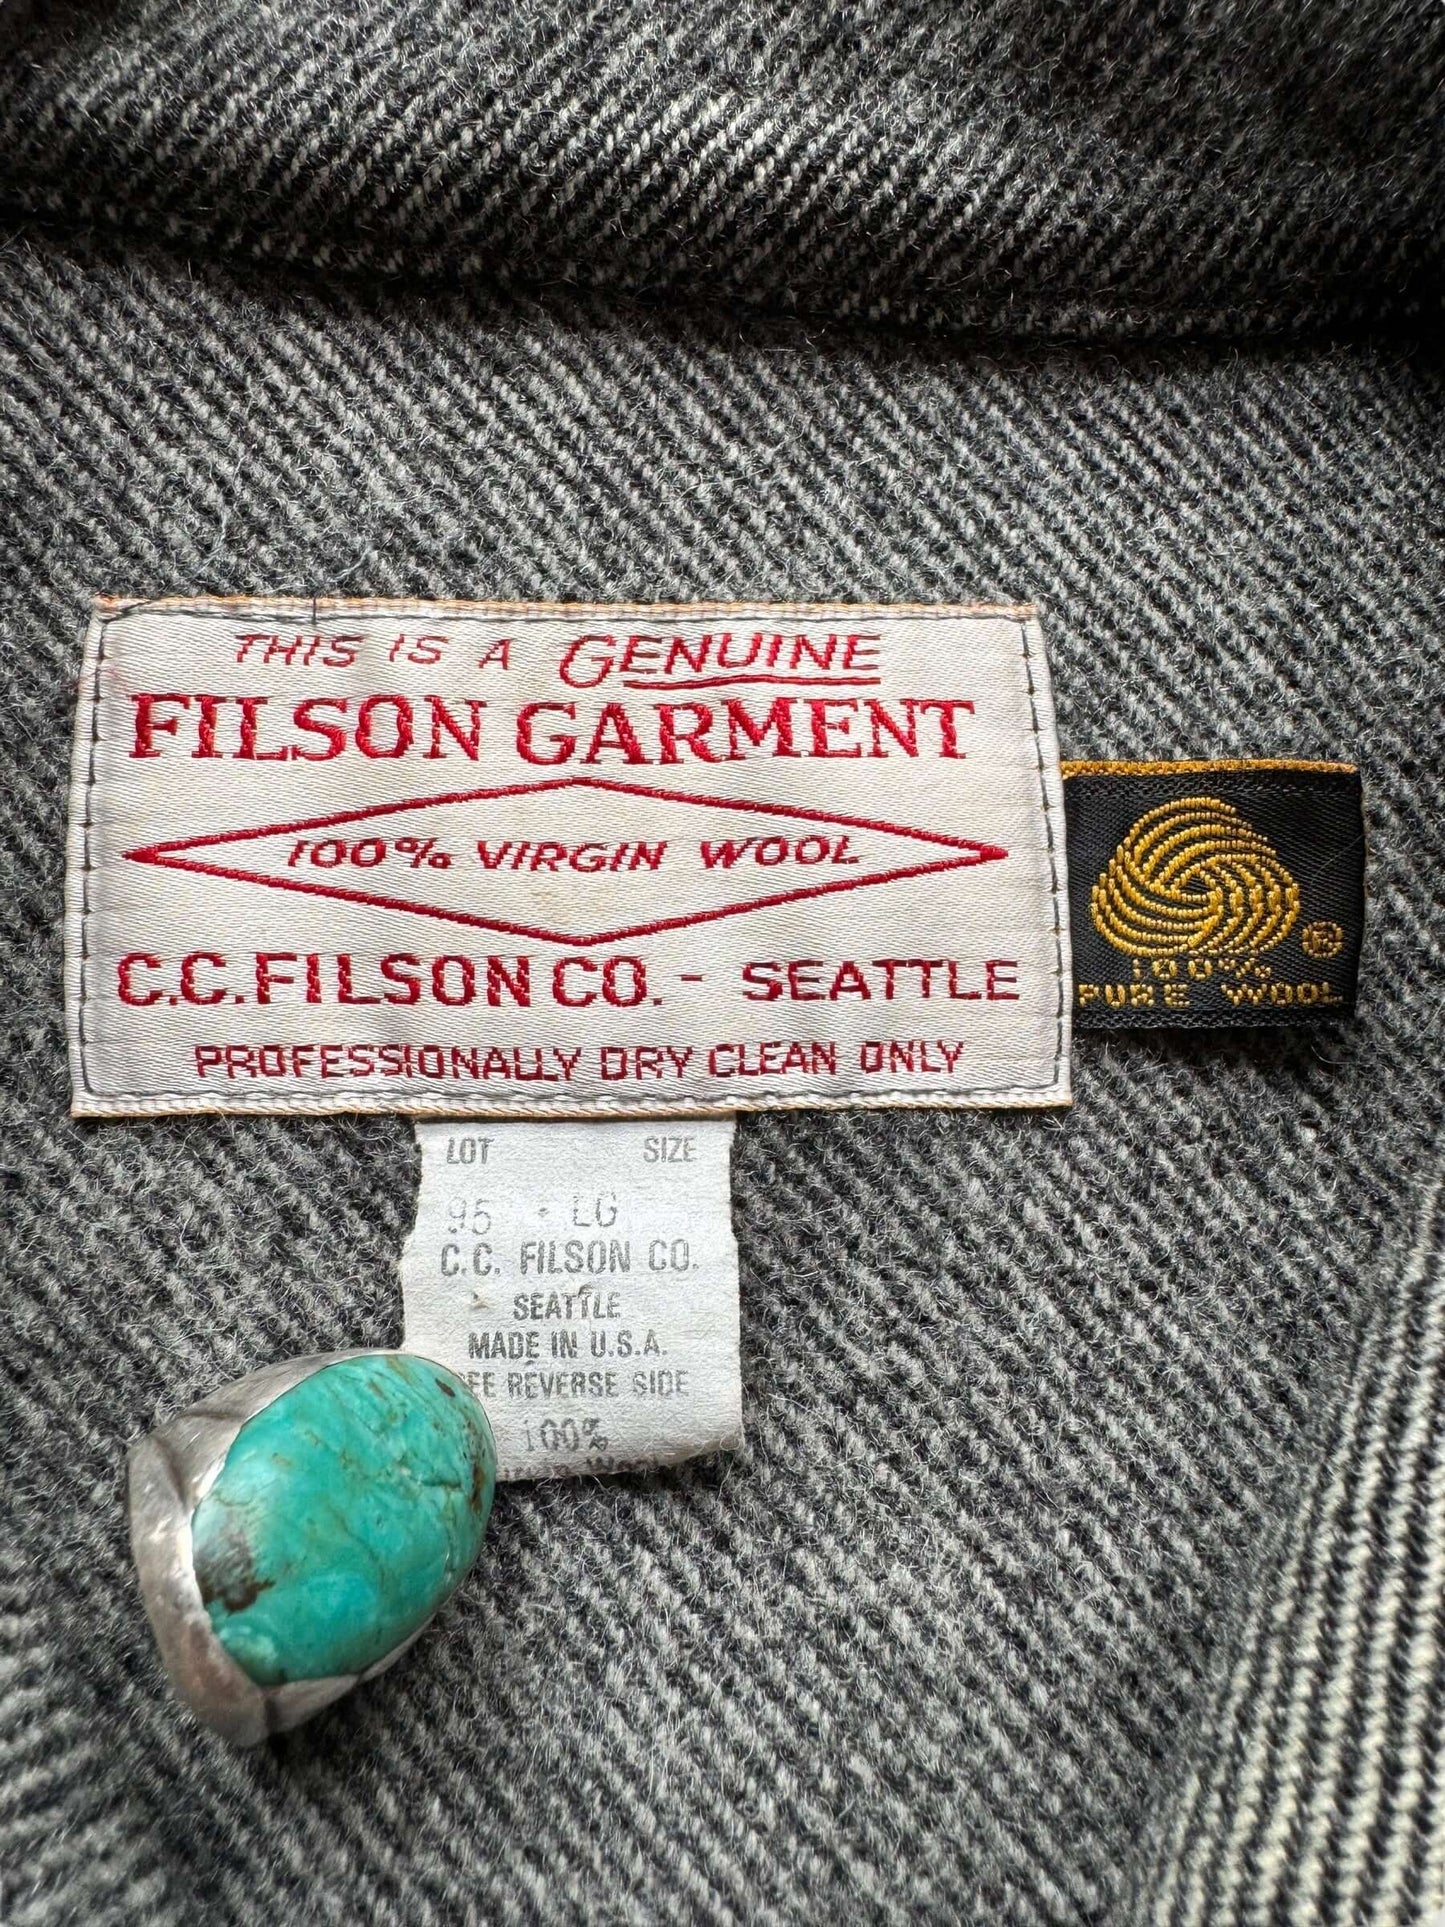 THIS IS A GENUINE
FILSON GARMENT
100% VIRGIN WOOL
C.C. FILSON CO. - SEATTLE
PROFESSIONALLY DRY CLEAN ONLY
®
100%
PURE WOOL
LOT SIZE
95 - LG
C.C. FILSON CO.
SEATTLE
MADE IN U.S.A.
REVERSE SIDE
100%